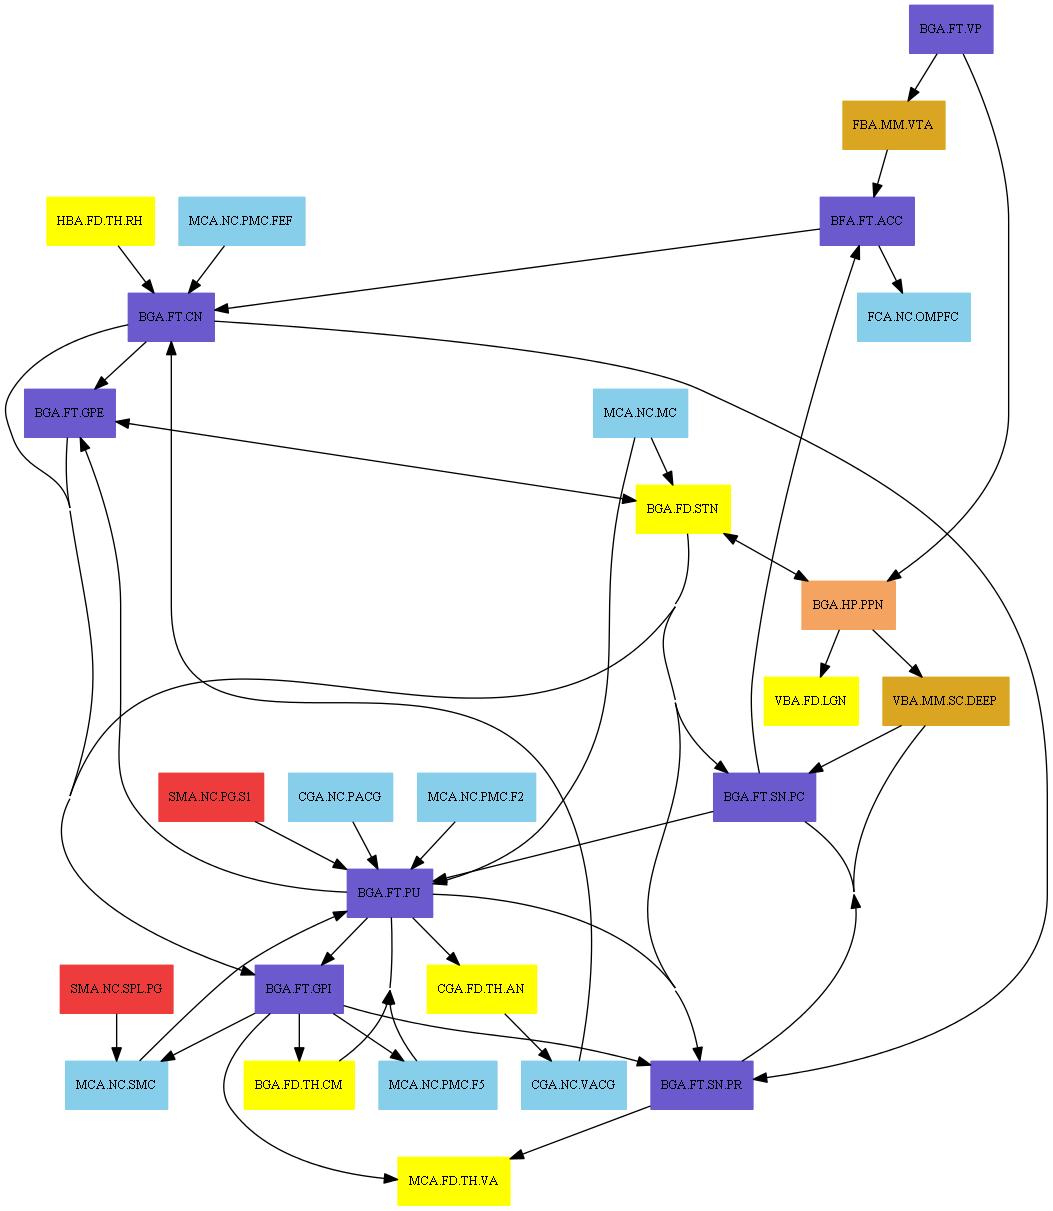 BGA.FT.VP
FBA.MM.VTA
HBA.FD.TH.RH
MCA.NC.PMC.FEF
BFA.FT.ACC
BGA.FT.CN
FCA.NC.OMPFC
BGA.FT.GPE
MCA.NC.MC
BGA.FD.STN
BGA.HP.PPN
VBA.FD.LGN
VBA.MM.SC.DEEP
SMA.NC.PG.S1
CGA.NC.PACG
MCA.NC.PMC.F2
BGA.FT.SN.PC
BGA.FT.PU
SMA.NC.SPL.PG
BGA.FT.GPI
CGA.FD.TH.AN
MCA.NC.SMC
BGA.FD.TH.CM
MCA.NC.PMC.F5
CGA.NC.VACG
BGA.FT.SN.PR
MCA.FD.TH.VA